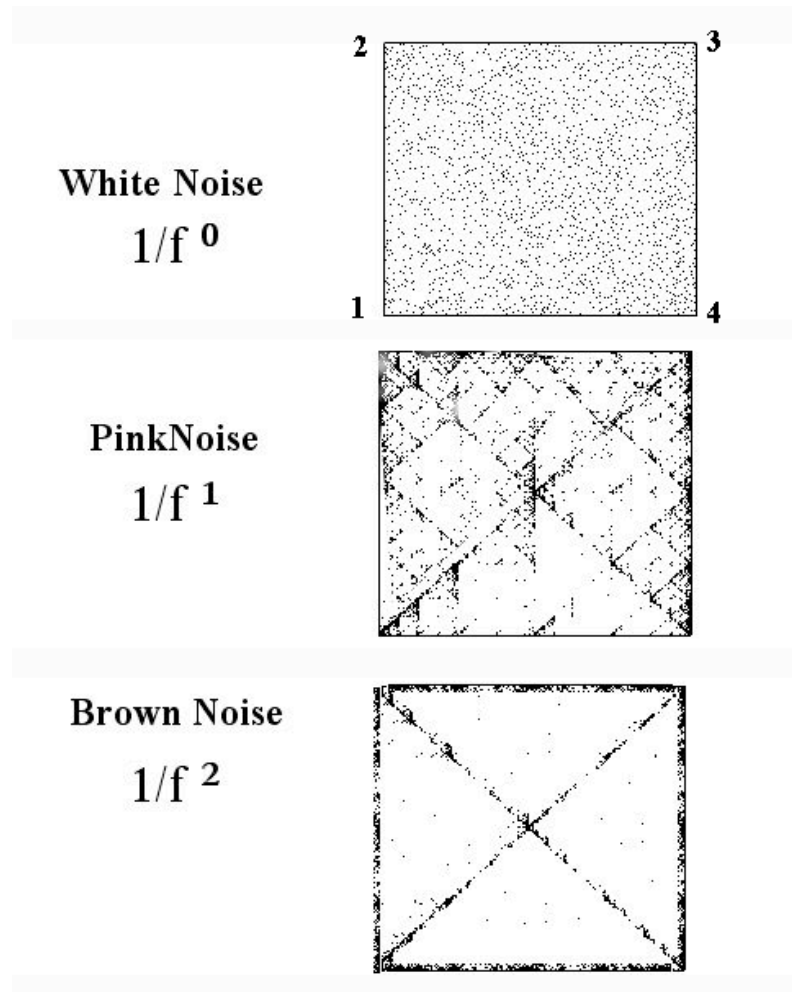 2 3
White Noise
1/f 0
1 4
PinkNoise
1/f 1
Brown Noise
1/f 2